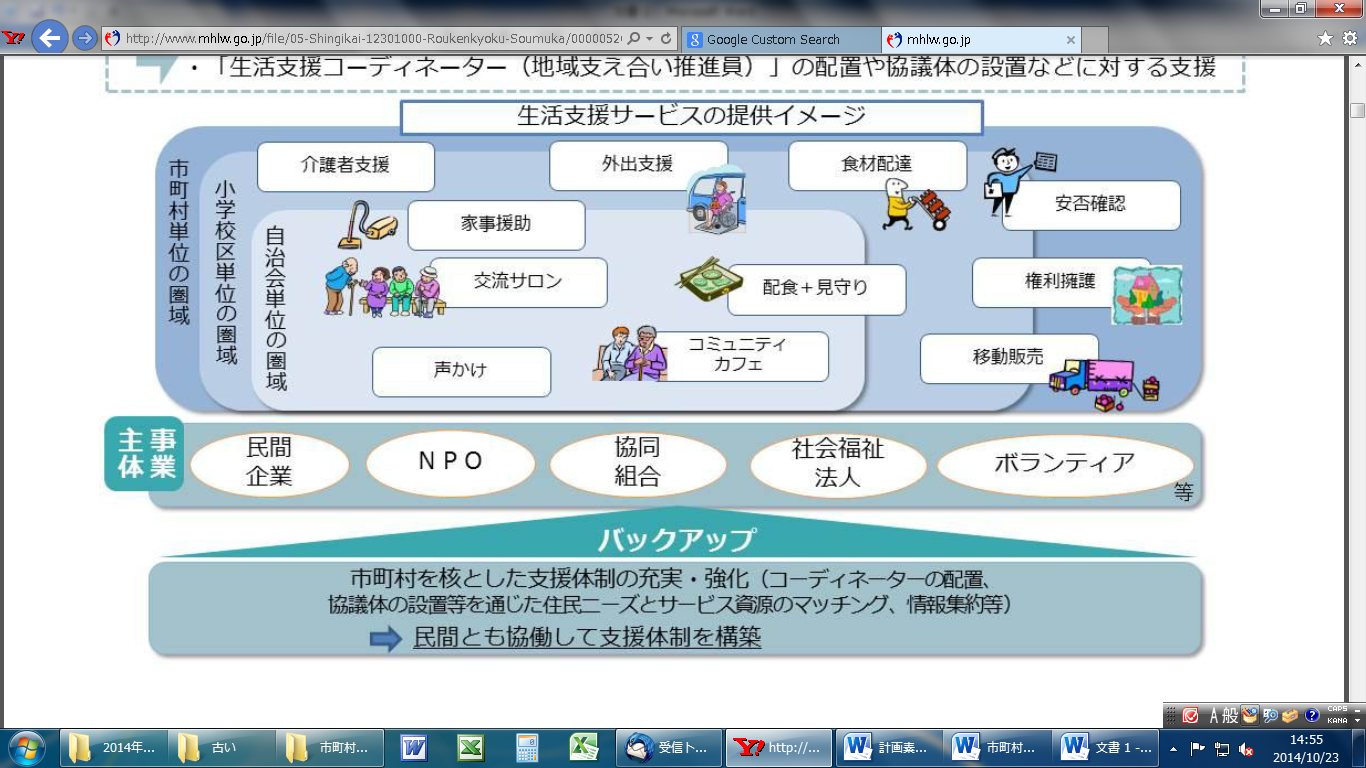 http://www.mhlw.go.jp/file/05-Shingikai-12301000-Roukenkyoku-Soumuka/0000052
Google Custom Search
mhlw.go.jp
・「生活支援コーディネーター（地域支え合い推進員）」の配置や協議体の設置などに対する支援
生活支援サービスの提供イメージ
市町村単位の圏域
小学校区単位の圏域
自治会単位の圏域
介護者支援
外出支援
食材配達
安否確認
家事援助
交流サロン
配食＋見守り
権利擁護
声かけ
コミュニティ
カフェ
移動販売
事業
主体
民間
企業
ＮＰＯ
協同
組合
社会福祉
法人
ボランティア
等
バックアップ
市町村を核とした支援体制の充実・強化（コーディネーターの配置、
協議体の設置等を通じた住民ニーズとサービス資源のマッチング、情報集約等）
民間とも協働して支援体制を構築
A 般
CAPS
KANA
2014年...
古い
市町村...
受信ト...
http://...
計画素...
市町村...
文書 1 -...
14:55
2014/10/23